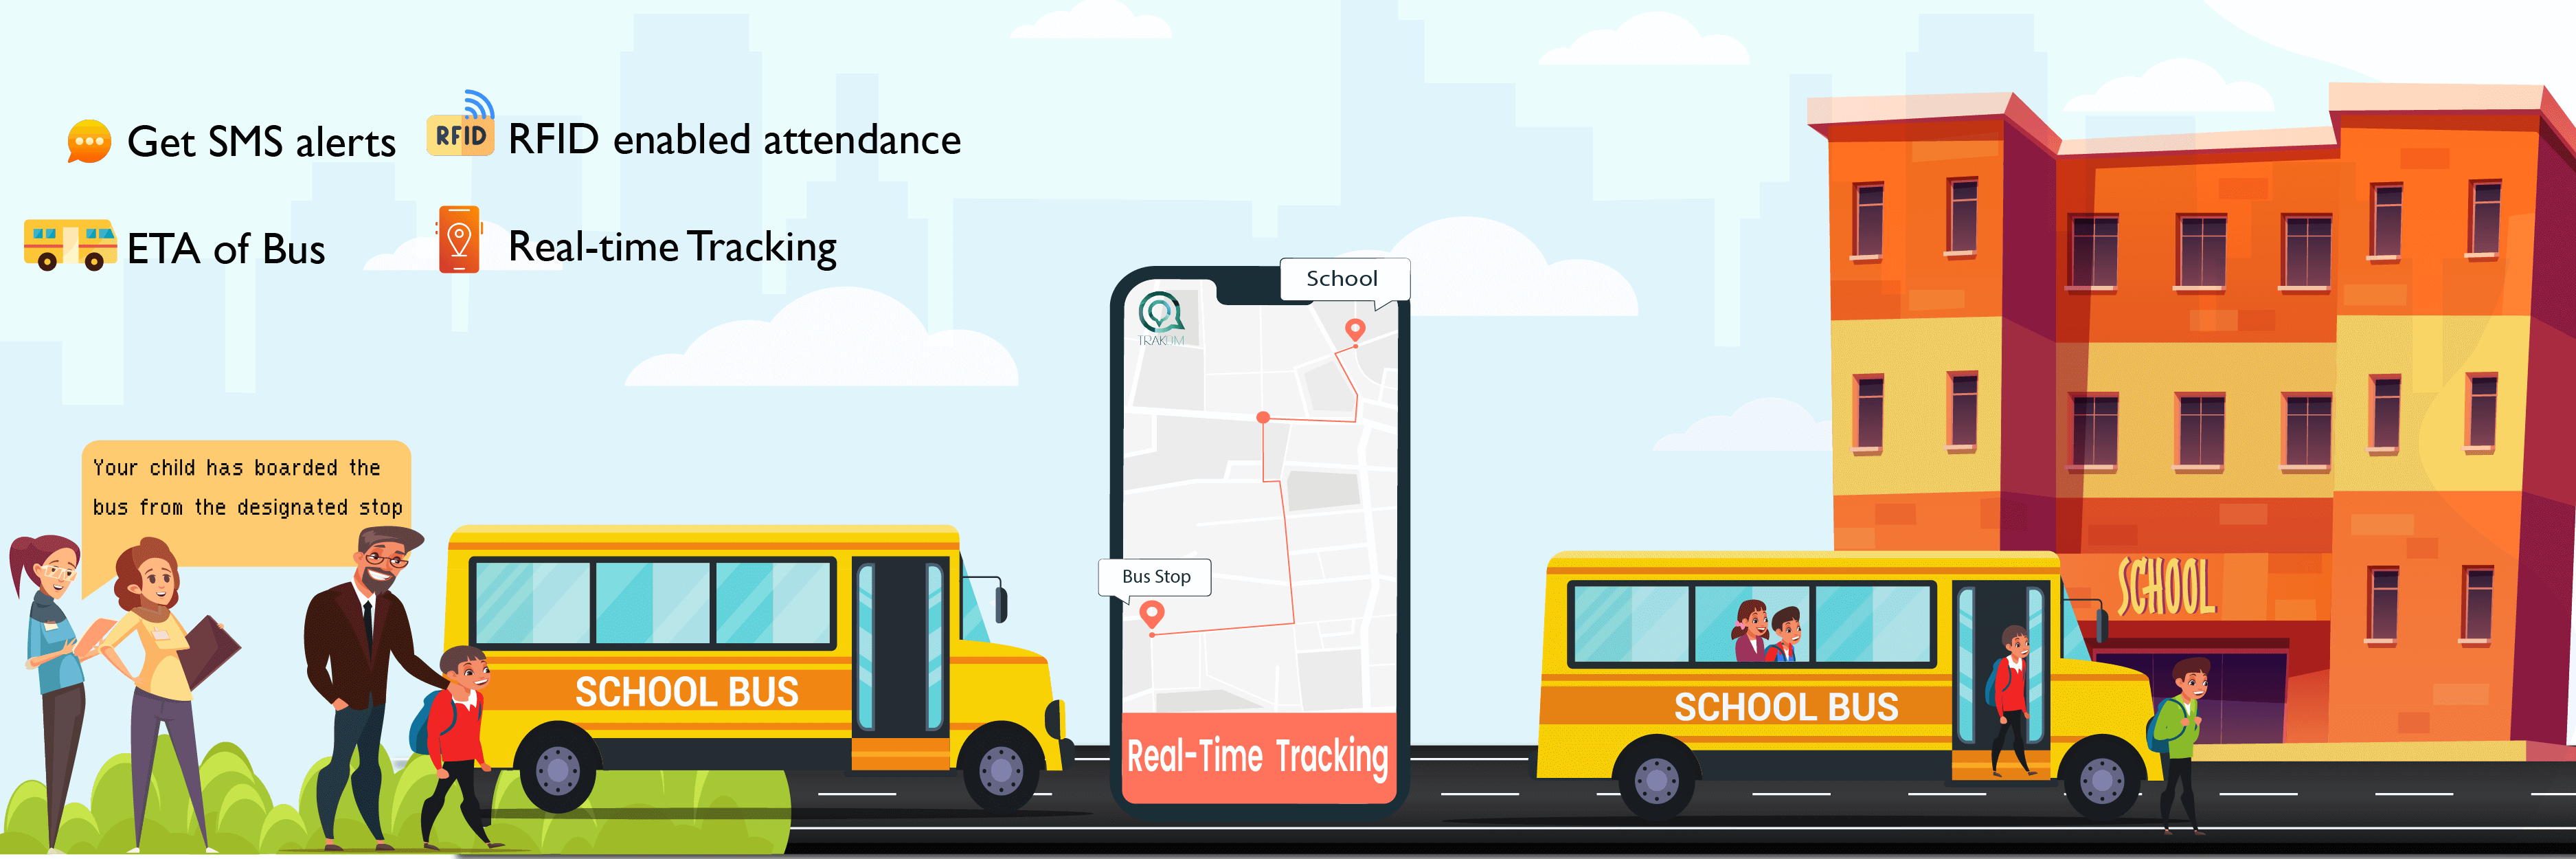 Get SMS alerts
RFID
RFID enabled attendance
ETA of Bus
Real-time Tracking
School
TRAKOM
Your child has boarded the
bus from the designated stop
Bus Stop
SCHOOL
SCHOOL BUS
SCHOOL BUS
Real-Time Tracking